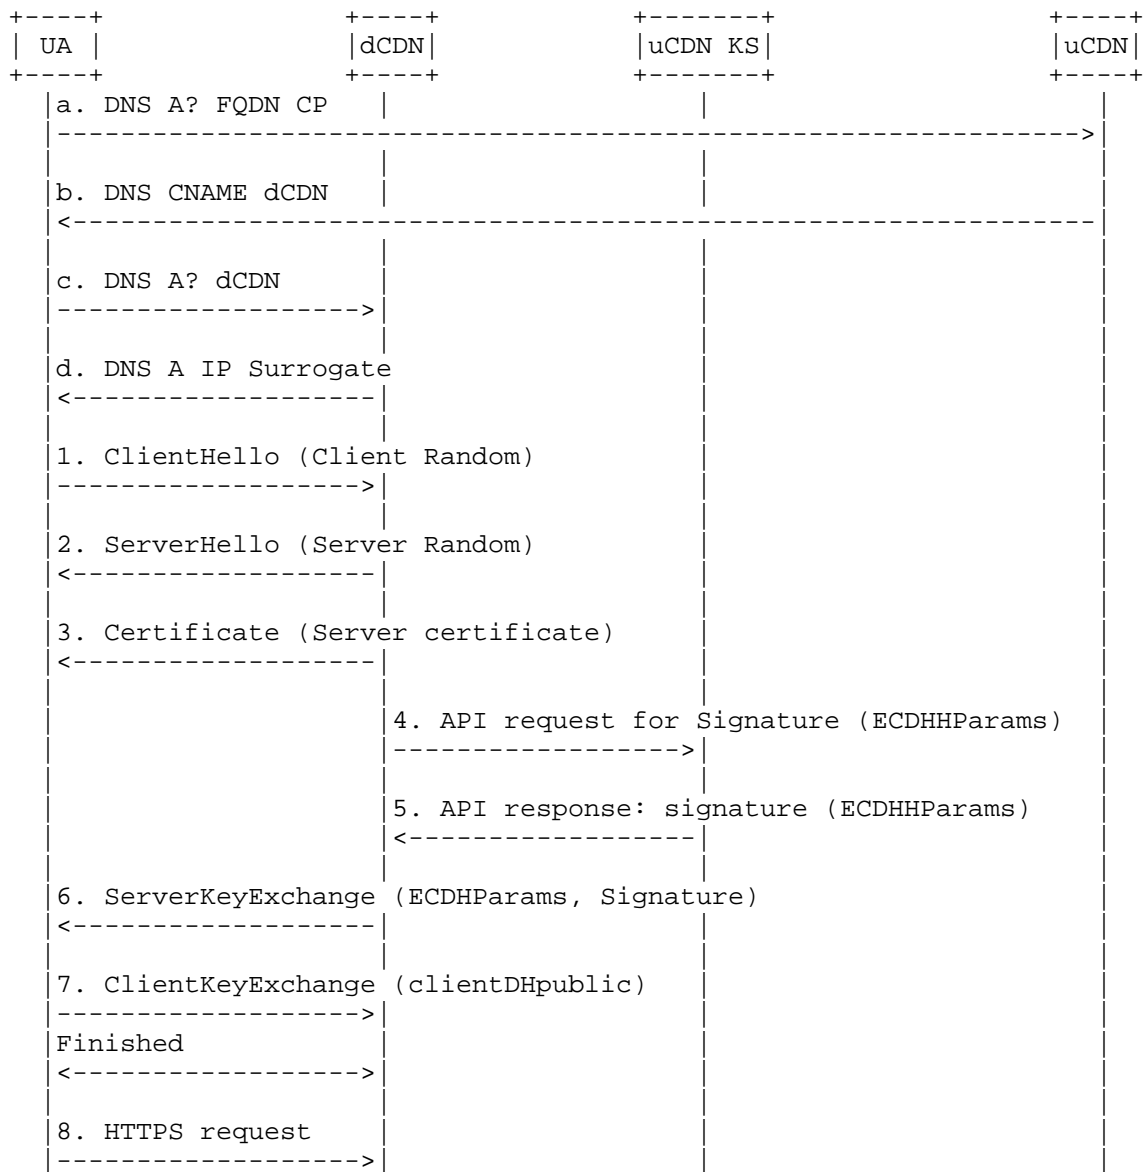 UA dCDN uCDN KS uCDN
a. DNS A? FQDN CP
b. DNS CNAME dCDN
c. DNS A? dCDN
d. DNS A IP Surrogate
1. ClientHello (Client Random)
2. ServerHello (Server Random)
3. Certificate (Server certificate)
4. API request for Signature (ECDHHParams)
5. API response: signature (ECDHHParams)
6. ServerKeyExchange (ECDHParams, Signature)
7. ClientKeyExchange (clientDHpublic)
Finished
8. HTTPS request